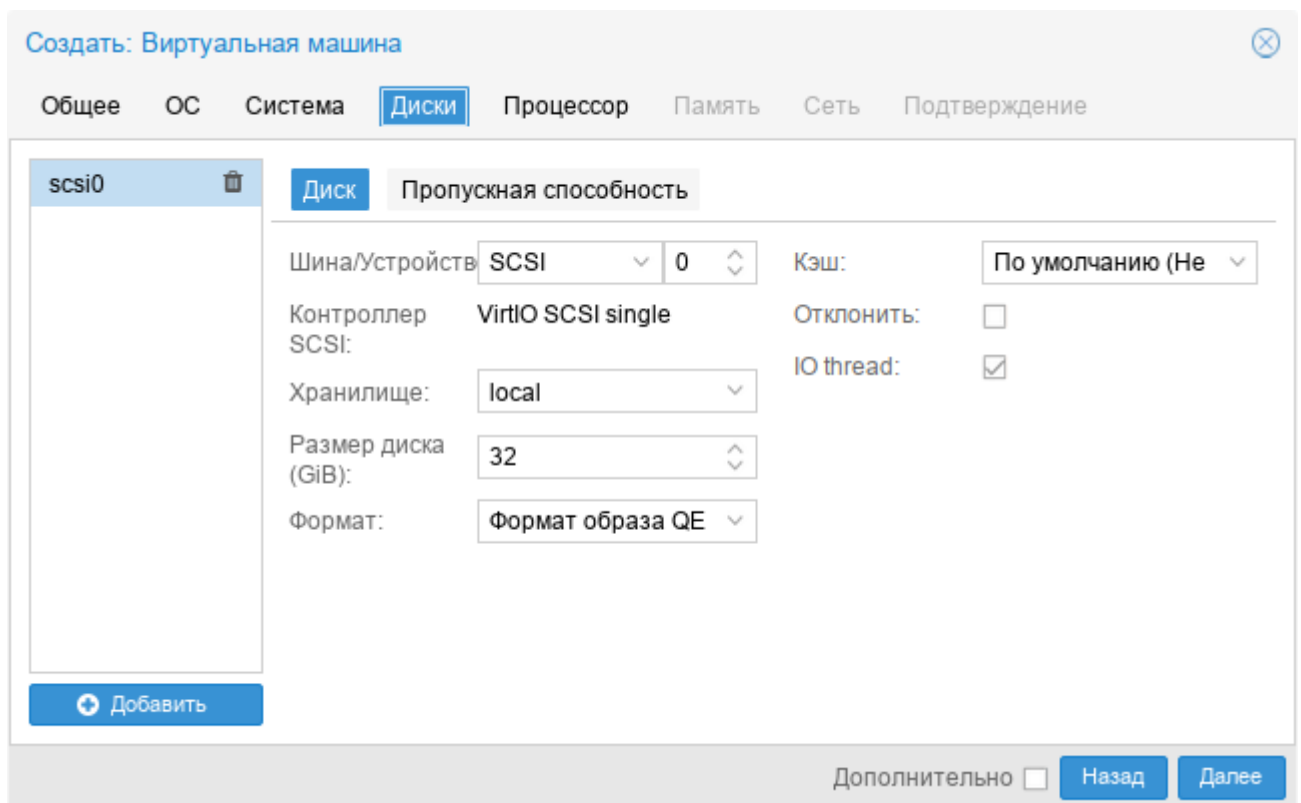 Создать: Виртуальная машина
Общее ОС Система Диски Процессор Память Сеть Подтверждение
scsi0
Диск Пропускная способность
Шина/Устройств SCSI 0 Кэш: По умолчанию (Не
Контроллер SCSI: VirtIO SCSI single Отклонить:
IO thread:
Хранилище: local
Размер диска (GiB): 32
Формат: Формат образа QE
Добавить
Дополнительно Назад Далее